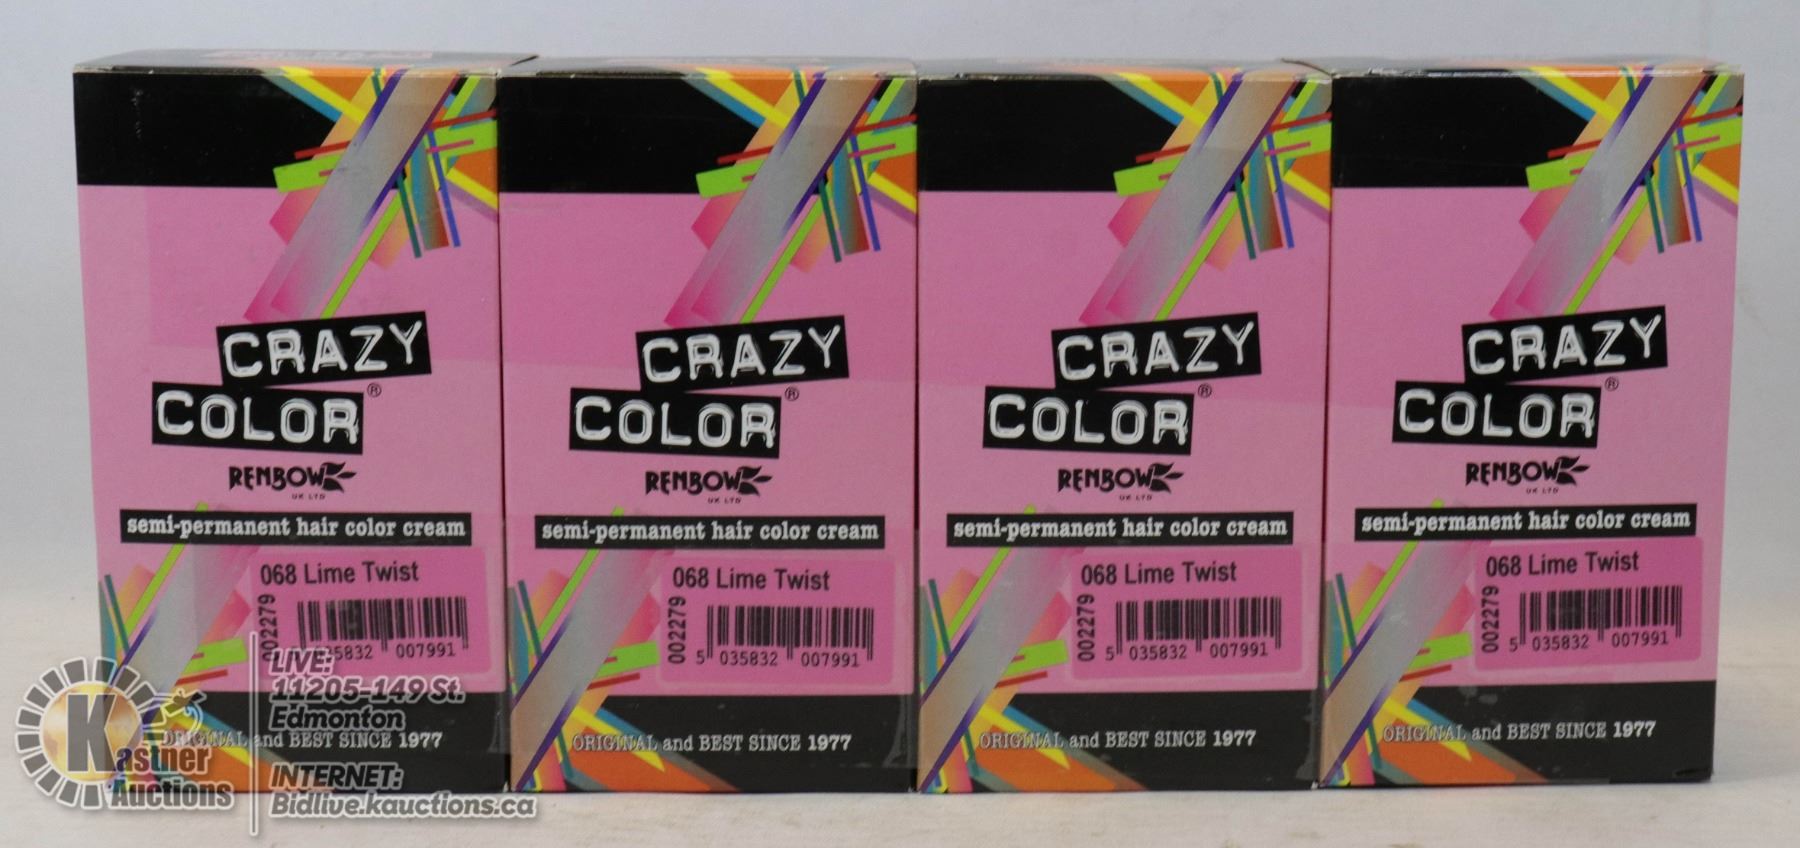 CRAZY
COLOR®
RENBOW
UK LTD
semi-permanent hair color cream
068 Lime Twist
002279
35832 007991
ORIGINAL and BEST SINCE 1977
CRAZY
COLOR®
RENBOW
UK LTD
semi-permanent hair color cream
068 Lime Twist
002279
5 035832 007991
ORIGINAL and BEST SINCE 1977
CRAZY
COLOR®
RENBOW
UK LTD
semi-permanent hair color cream
068 Lime Twist
002279
5 035832 007991
ORIGINAL and BEST SINCE 1977
CRAZY
COLOR®
RENBOW
UK LTD
semi-permanent hair color cream
068 Lime Twist
002279
5 035832 007991
ORIGINAL and BEST SINCE 1977
K
Kastner
Auctions
LIVE:
11205-149 St.
Edmonton
INTERNET:
Bidlive.kauctions.ca